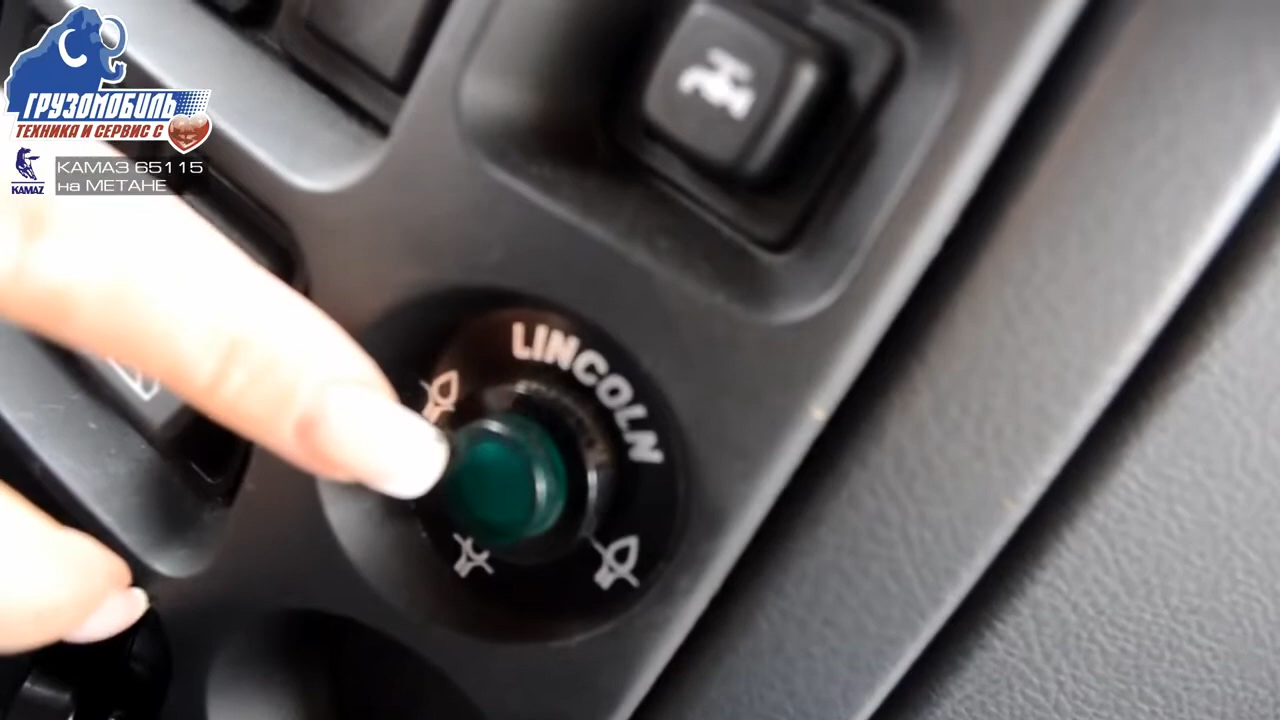 ГРУЗОМОБИЛЬ
ТЕХНИКА И СЕРВИС С
KAMAZ
КАМАЗ 65115
на МЕТАНЕ
LINCOLN